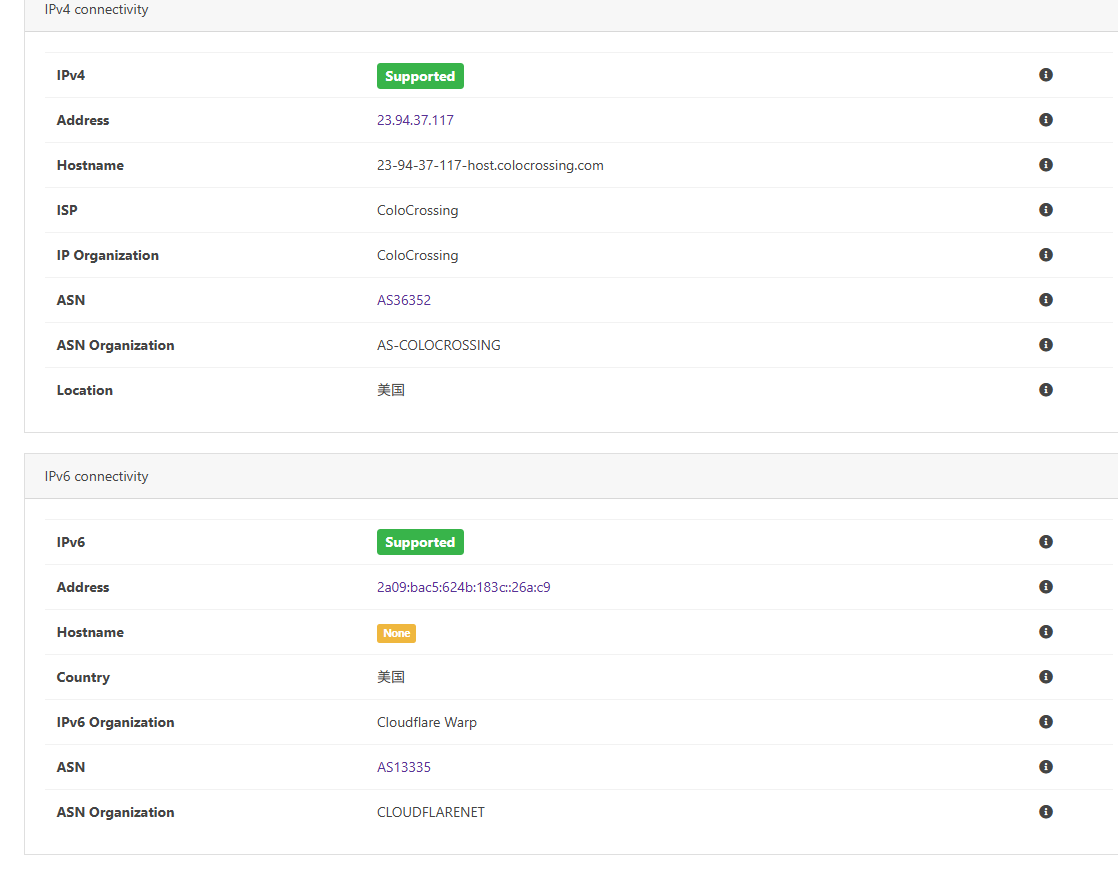 IPv4 connectivity
IPv4 Supported
Address 23.94.37.117
Hostname 23-94-37-117-host.colocrossing.com
ISP ColoCrossing
IP Organization ColoCrossing
ASN AS36352
ASN Organization AS-COLOCROSSING
Location 美国
IPv6 connectivity
IPv6 Supported
Address 2a09:bac5:624b:183c::26a:c9
Hostname None
Country 美国
IPv6 Organization Cloudflare Warp
ASN AS13335
ASN Organization CLOUDFLARENET